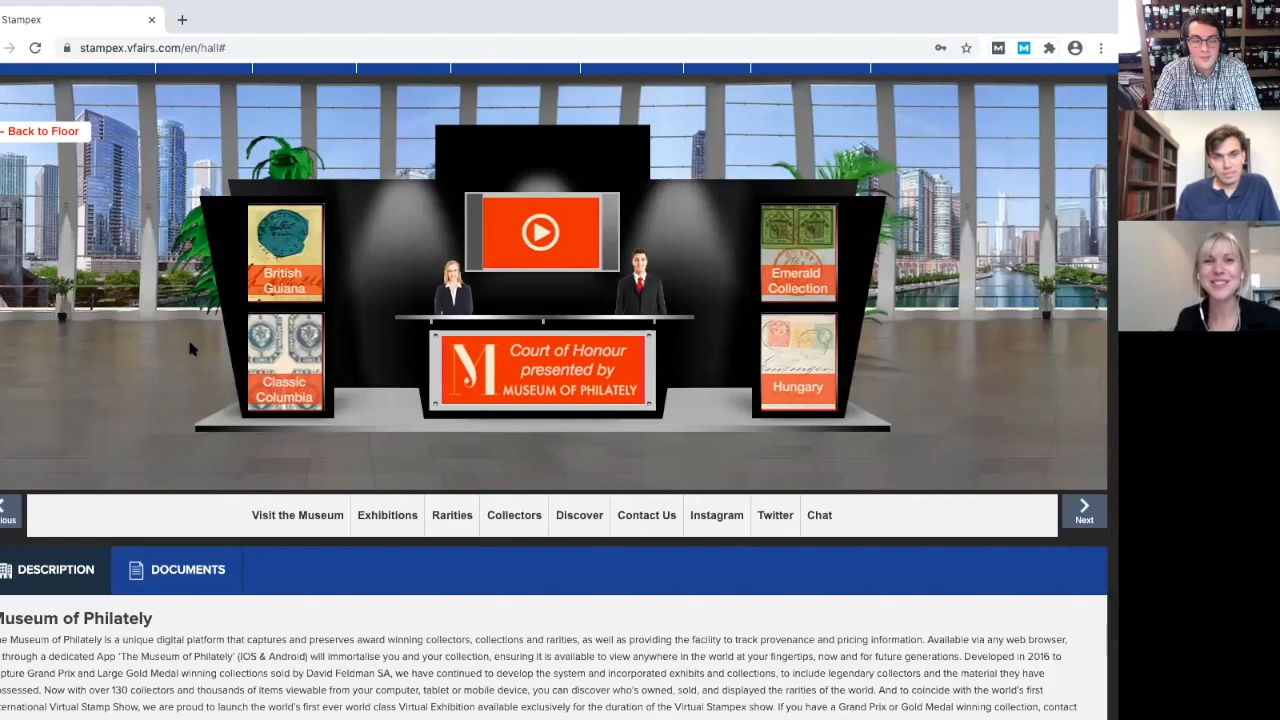 Stampex
stampex.vfairs.com/en/hall#
Back to Floor
British
Guiana
Classic
Columbia
Emerald
Collection
Hungary
M Court of Honour
presented by
MUSEUM OF PHILATELY
Visit the Museum Exhibitions Rarities Collectors Discover Contact Us Instagram Twitter Chat
Next
DESCRIPTION DOCUMENTS
Museum of Philately
Museum of Philately is a unique digital platform that captures and preserves award winning collectors, collections and rarities, as well as providing the facility to track provenance and pricing information. Available via any web browser,
through a dedicated App 'The Museum of Philately' (IOS & Android) will immortalise you and your collection, ensuring it is available to view anywhere in the world at your fingertips, now and for future generations. Developed in 2016 to
pture Grand Prix and Large Gold Medal winning collections sold by David Feldman SA, we have continued to develop the system and incorporated exhibits and collections, to include legendary collectors and the material they have
ssessed. Now with over 130 collectors and thousands of items viewable from your computer, tablet or mobile device, you can discover who's owned, sold, and displayed the rarities of the world. And to coincide with the world's first
ternational Virtual Stamp Show, we are proud to launch the world's first ever world class Virtual Exhibition available exclusively for the duration of the Virtual Stampex show. If you have a Grand Prix or Gold Medal winning collection, contact